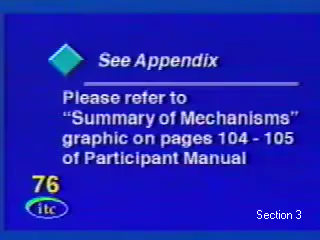 See Appendix
Please refer to
“Summary of Mechanisms”
graphic on pages 104 - 105
of Participant Manual
76
itc
Section 3